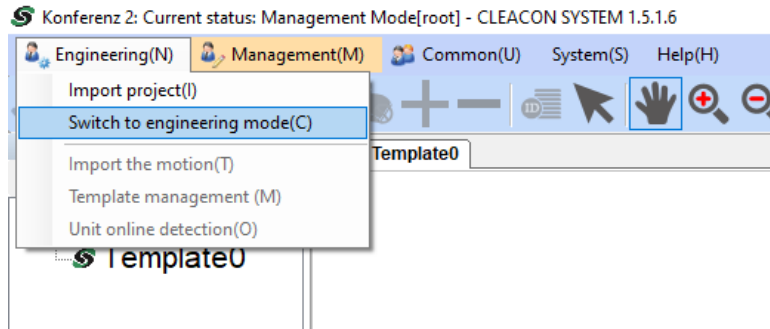 Konferenz 2: Current status: Management Mode[root] - CLEACON SYSTEM 1.5.1.6
Engineering(N) Management(M) Common(U) System(S) Help(H)
Import project(I)
Switch to engineering mode(C)
Import the motion(T)
Template management (M)
Unit online detection(O)
ID
Template0
Template0